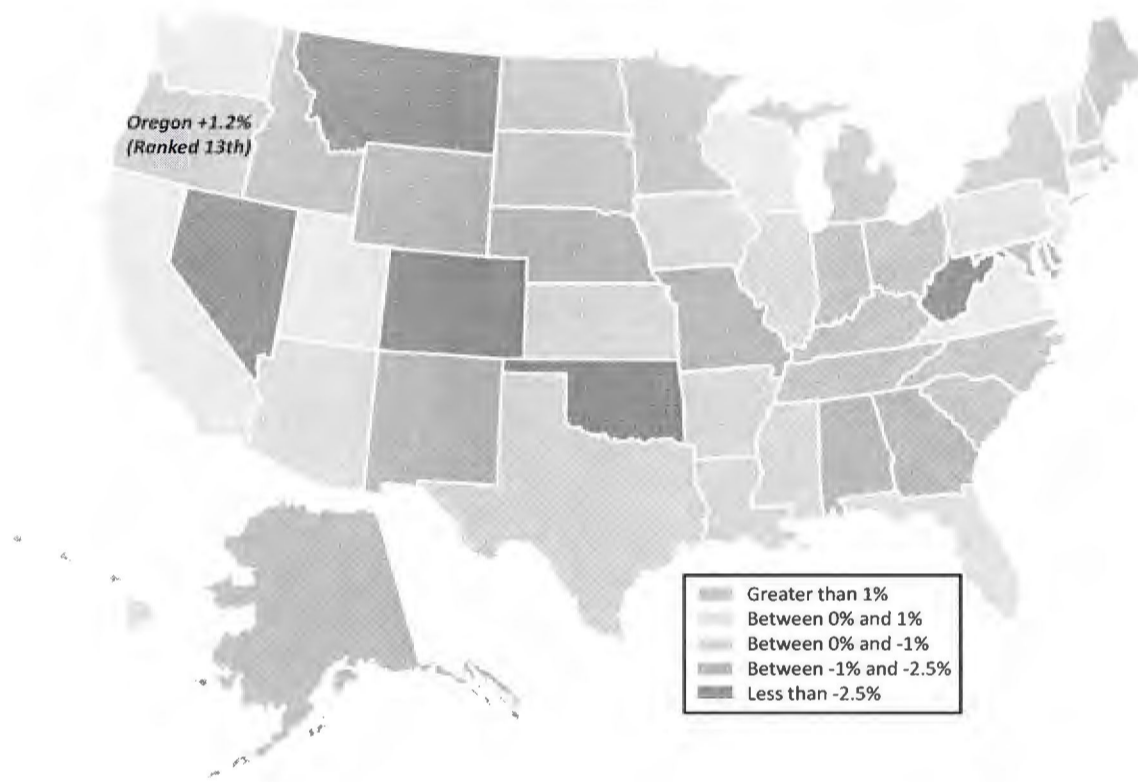 Oregon +1.2%
(Ranked 13th)
Greater than 1%
Between 0% and 1%
Between 0% and -1%
Between -1% and -2.5%
Less than -2.5%